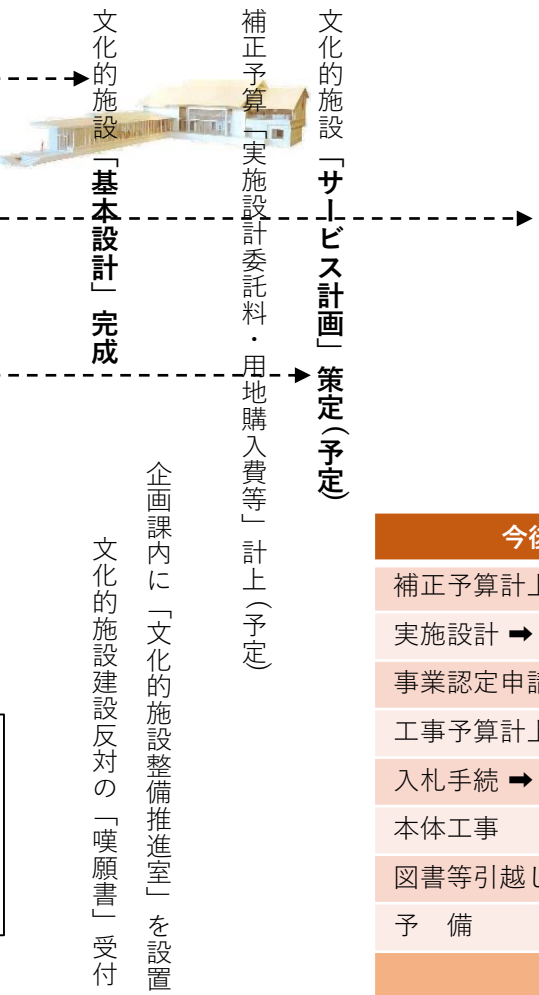 文化的施設「サービス計画」策定（予定）
補正予算「実施設計委託料・用地購入費等」計上（予定）
企画課内に「文化的施設整備推進室」を設置
文化的施設「基本設計」完成
文化的施設建設反対の「嘆願書」受付
今後
補正予算計上
実施設計 ➡
事業認定申請
工事予算計上
入札手続 ➡
本体工事
図書等引越し
予　備